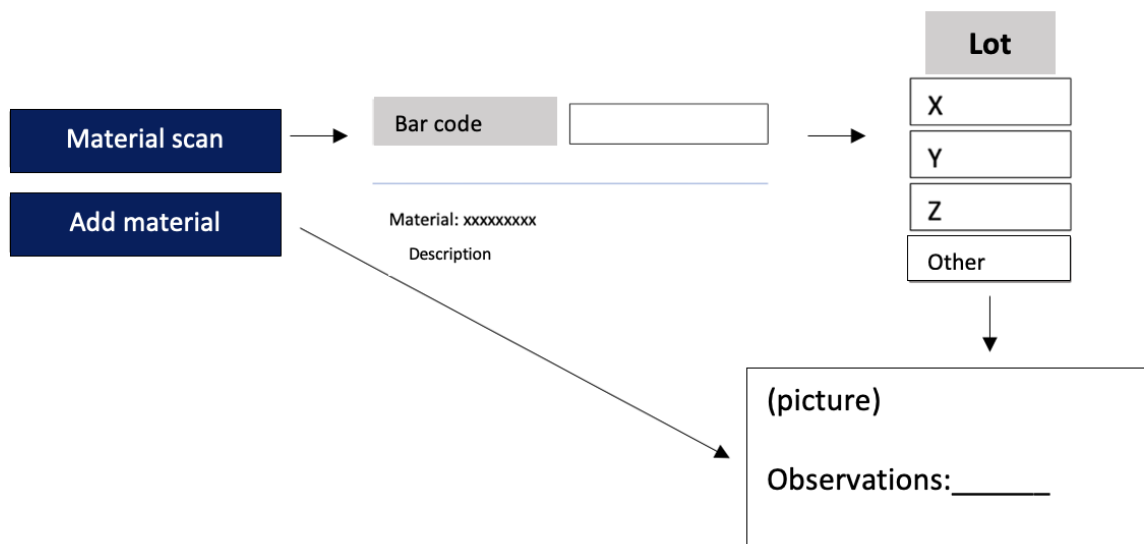 Material scan
Add material
Bar code
Material: xxxxxxxxx
Description
Lot
X
Y
Z
Other
(picture)
Observations:______